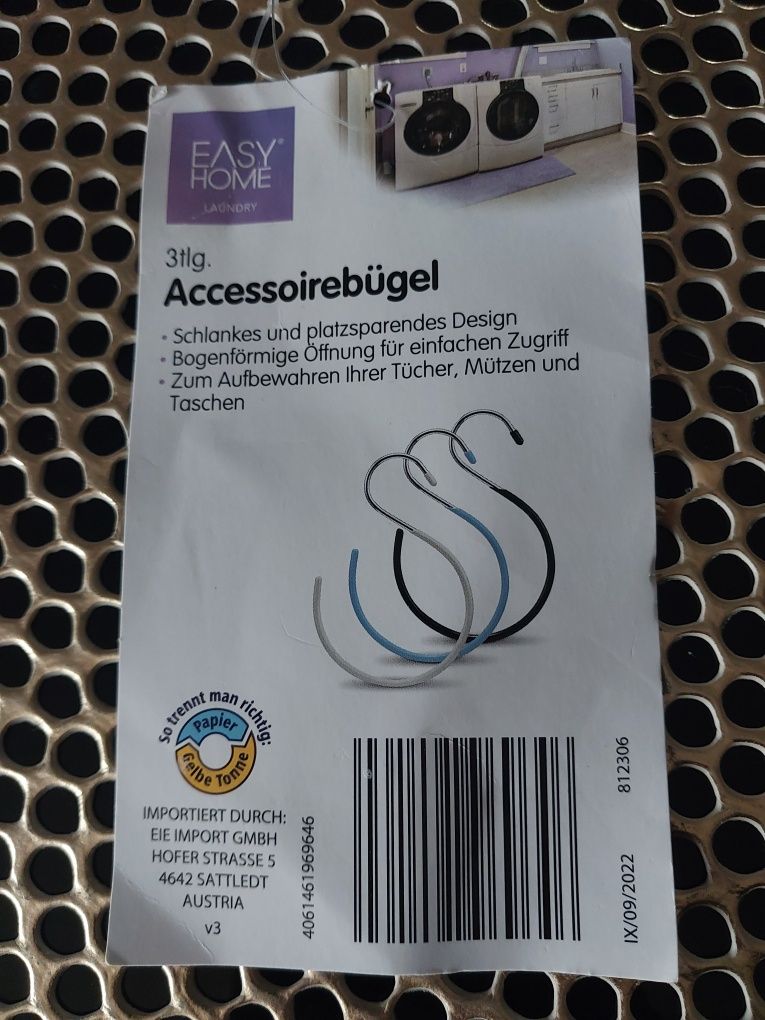 EASY®
HOME
LAUNDRY
3tlg.
Accessoirebügel
• Schlankes und platzsparendes Design
• Bogenförmige Öffnung für einfachen Zugriff
• Zum Aufbewahren Ihrer Tücher, Mützen und
Taschen
So trennt man richtig:
Papier
Gelbe Tonne
IMPORTIERT DURCH:
EIE IMPORT GMBH
HOFER STRASSE 5
4642 SATTLEDT
AUSTRIA
v3
4061461969646
812306
IX/09/2022